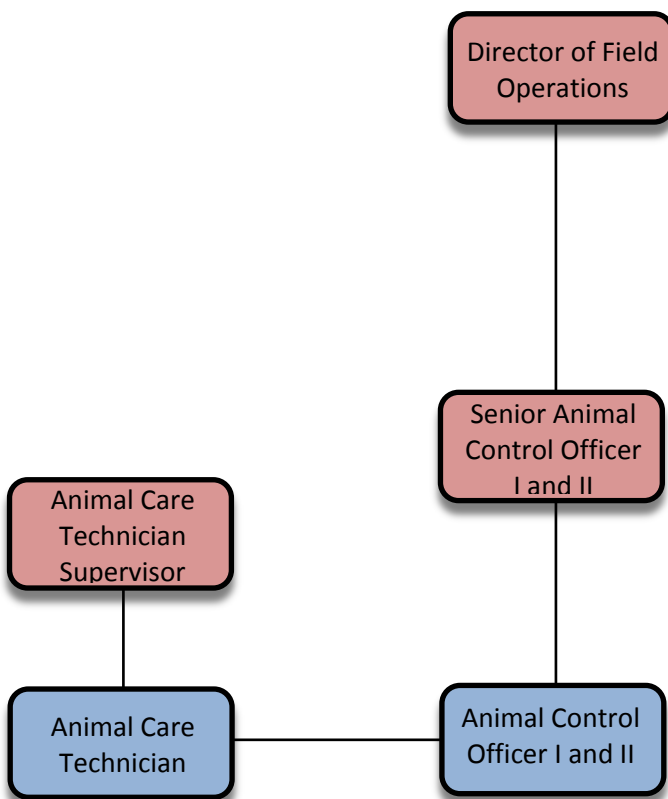 Director of Field
Operations
Senior Animal
Control Officer
I and II
Animal Care
Technician
Supervisor
Animal Care
Technician
Animal Control
Officer I and II